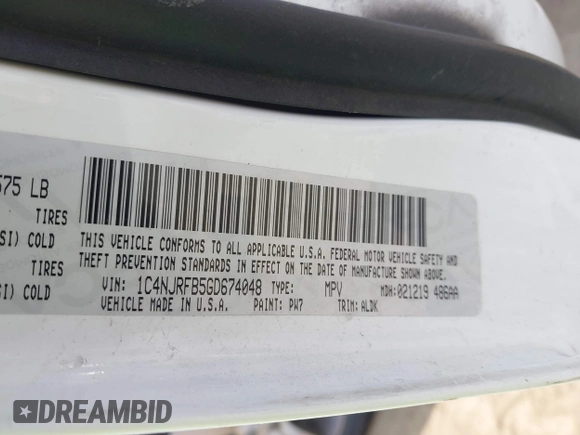 575 LB
TIRES
SI) COLD
TIRES
SI) COLD
THIS VEHICLE CONFORMS TO ALL APPLICABLE U.S.A. FEDERAL MOTOR VEHICLE SAFETY AND
THEFT PREVENTION STANDARDS IN EFFECT ON THE DATE OF MANUFACTURE SHOWN ABOVE.
VIN: 1C4NJRFB5GD674048 TYPE: MPV MDH: 021219 486AA
VEHICLE MADE IN U.S.A. PAINT: PW7 TRIM: ALDK
DREAMBID